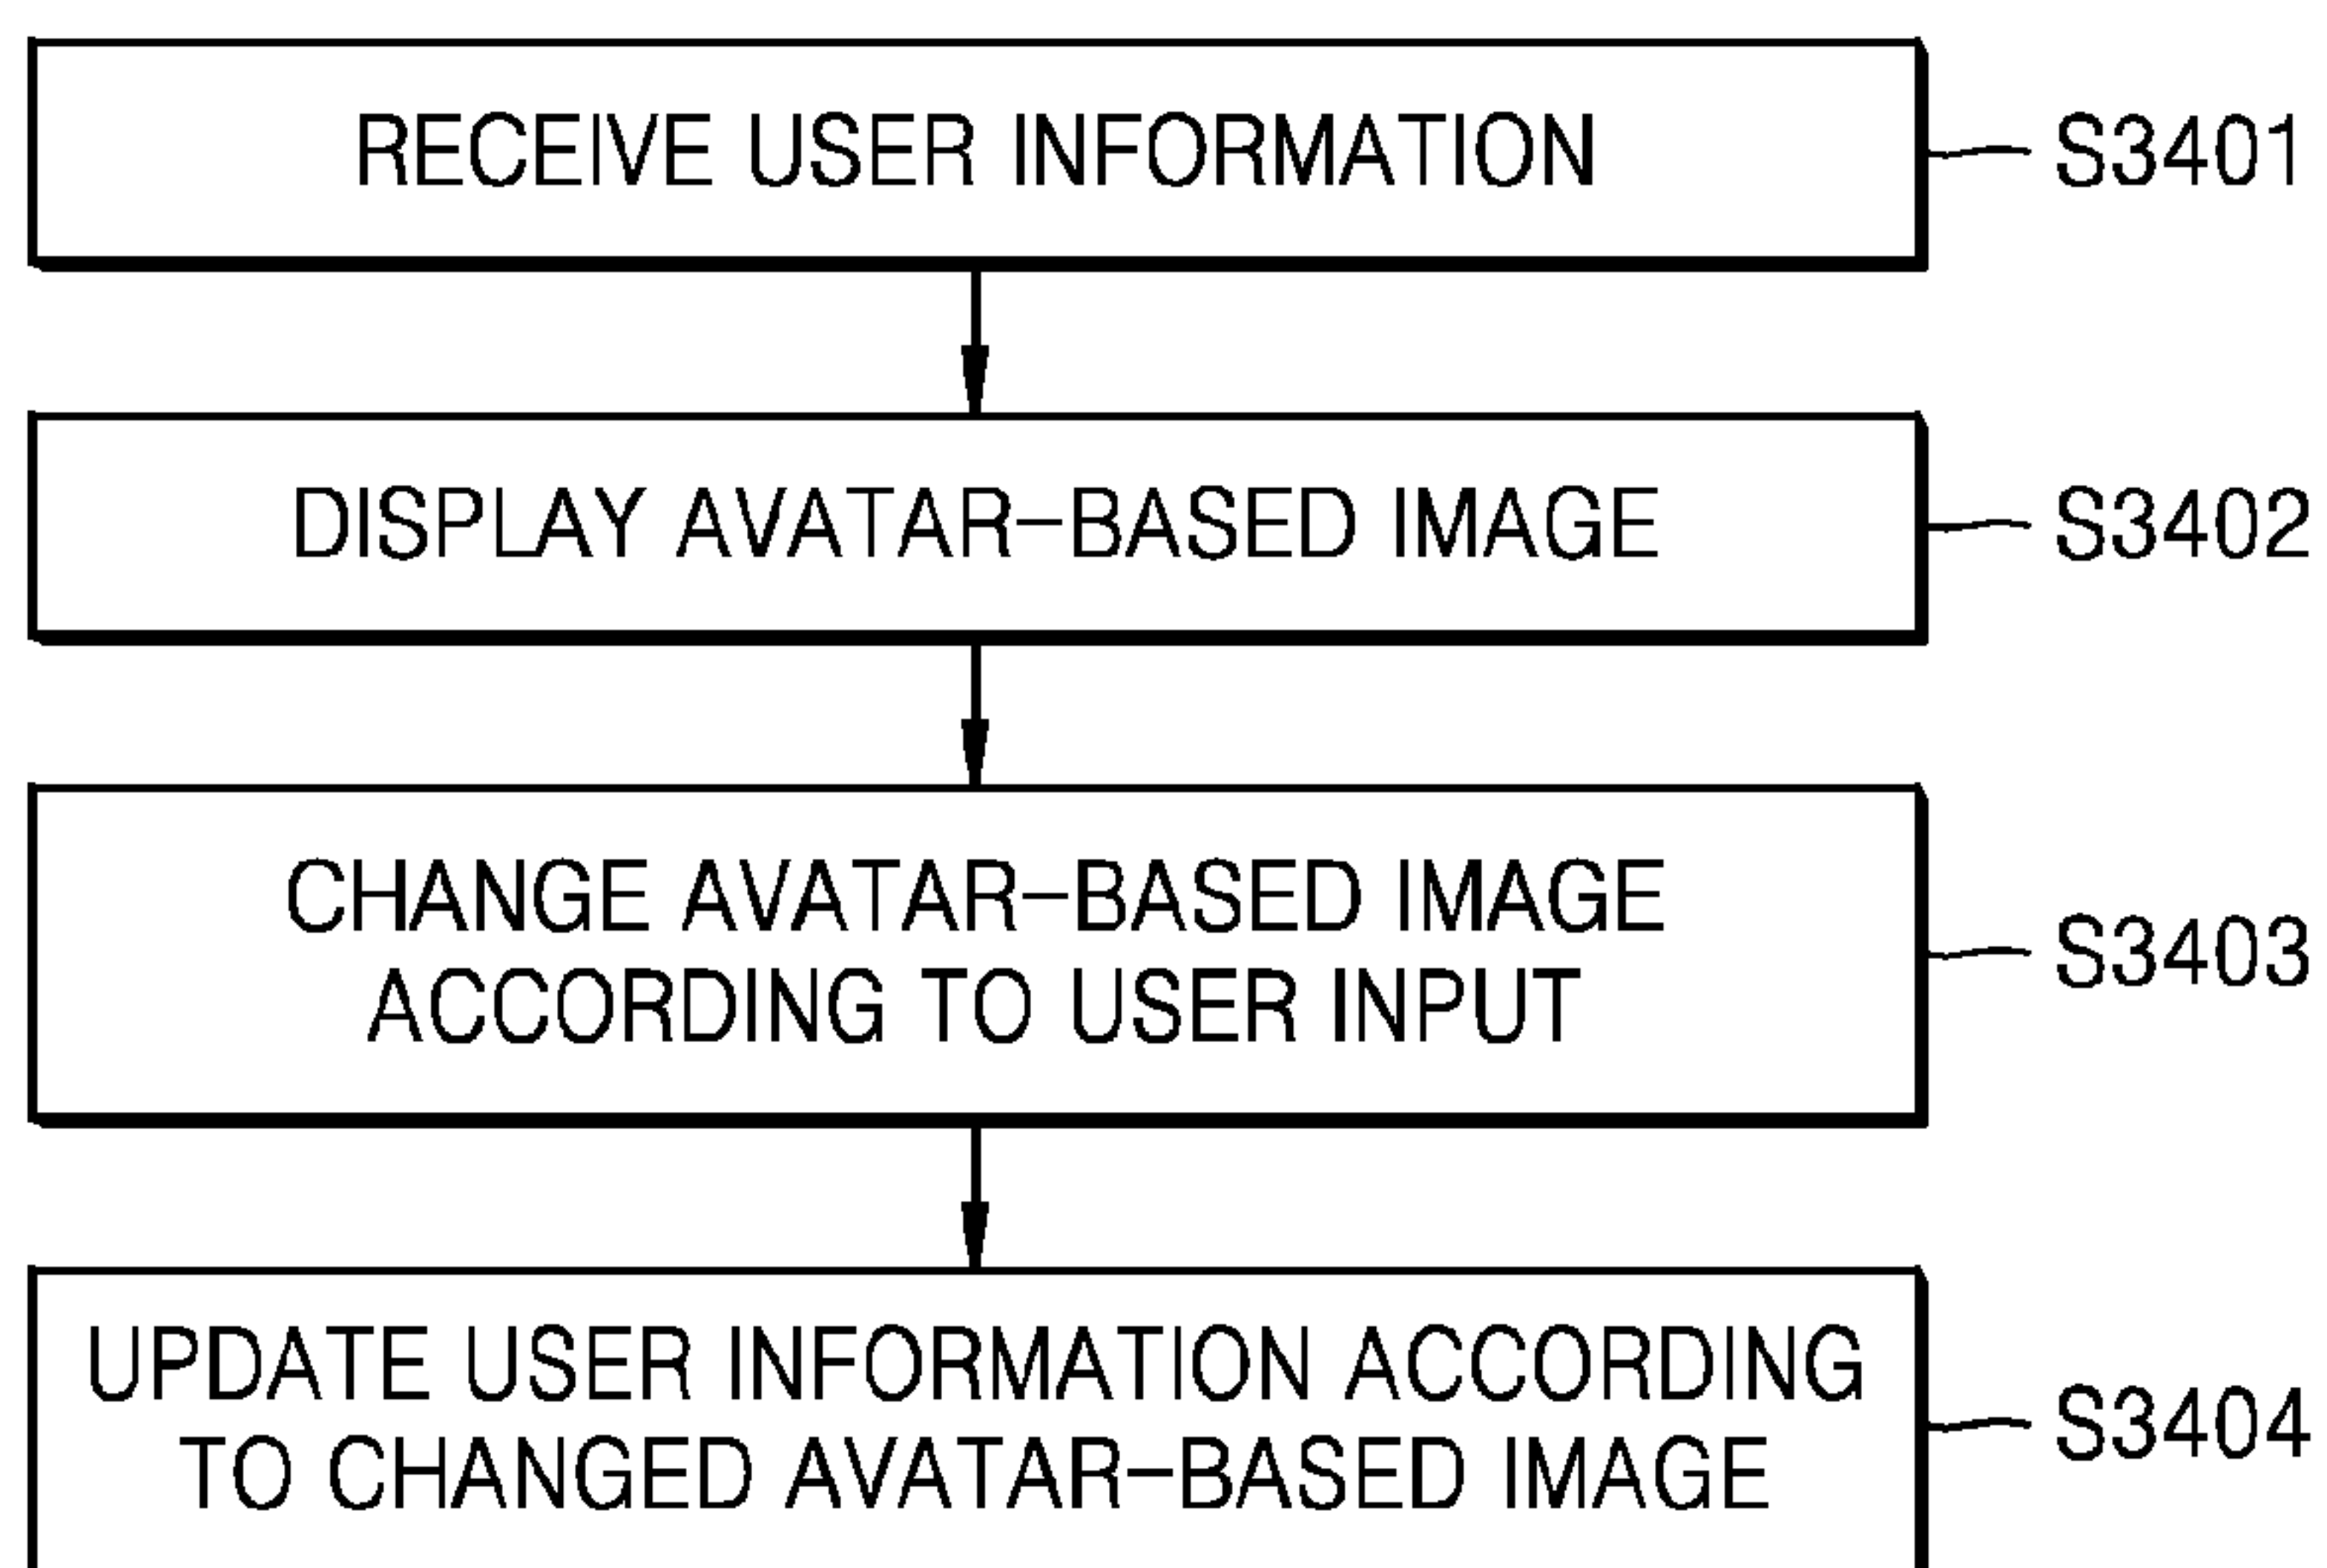 RECEIVE USER INFORMATION
S3401
DISPLAY AVATAR-BASED IMAGE
S3402
CHANGE AVATAR-BASED IMAGE
ACCORDING TO USER INPUT
S3403
UPDATE USER INFORMATION ACCORDING
TO CHANGED AVATAR-BASED IMAGE
S3404